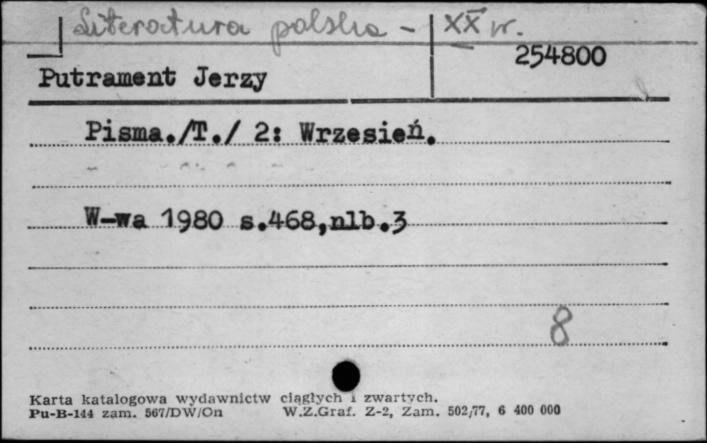 Literatura polska - XX w.
254800
Putrament Jerzy
Pisma./T./ 2: Wrzesień.
W-wa 1980 s.468,nlb.3
8
Karta katalogowa wydawnictw ciągłych i zwartych.
Pu-B-144 zam. 567/DW/On W.Z.Graf. Z-2, Zam. 502/77, 6 400 000